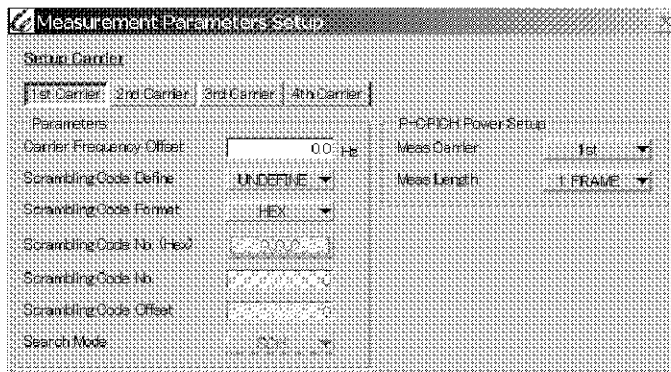 Measurement Parameters Setup
Setup Carrier
1st Carrier 2nd Carrier 3rd Carrier 4th Carrier
Parameters
Carrier Frequency Offset 0.0 Hz
Scrambling Code Define UNDEFINE
Scrambling Code Format HEX
Scrambling Code No. (Hex)
Scrambling Code No.
Scrambling Code Offset
Search Mode SCH
P-CPICH Power Setup
Meas Carrier 1st
Meas Length 1 FRAME